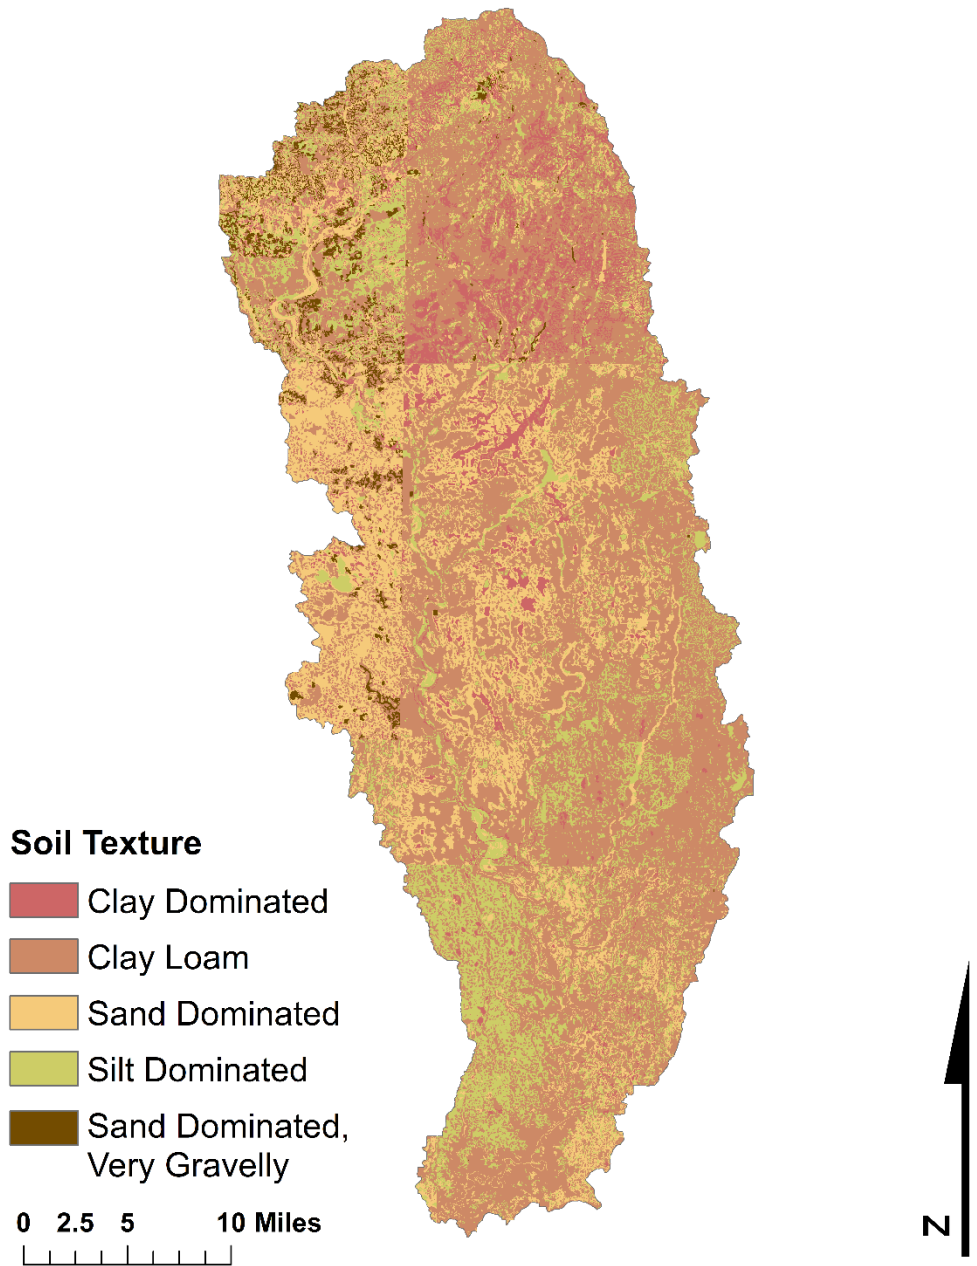 Soil Texture
Clay Dominated
Clay Loam
Sand Dominated
Silt Dominated
Sand Dominated,
Very Gravelly
0 2.5 5 10 Miles
N